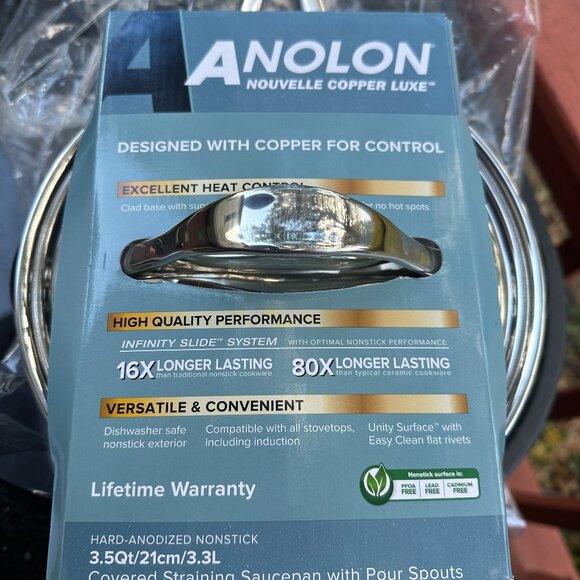 A ANOLON™
NOUVELLE COPPER LUXE™
DESIGNED WITH COPPER FOR CONTROL
EXCELLENT HEAT CONTROL
Clad base with no hot spots
HIGH QUALITY PERFORMANCE
INFINITY SLIDE™ SYSTEM WITH OPTIMAL NONSTICK PERFORMANCE
16X LONGER LASTING 80X LONGER LASTING
than traditional nonstick cookware than typical ceramic cookware
VERSATILE & CONVENIENT
Dishwasher safe
nonstick exterior
Compatible with all stovetops,
including induction
Unity Surface™ with
Easy Clean flat rivets
Nonstick surface is:
PFOA FREE
LEAD FREE
CADMIUM FREE
Lifetime Warranty
HARD-ANODIZED NONSTICK
3.5Qt/21cm/3.3L
Covered Straining Saucepan with Pour Spouts